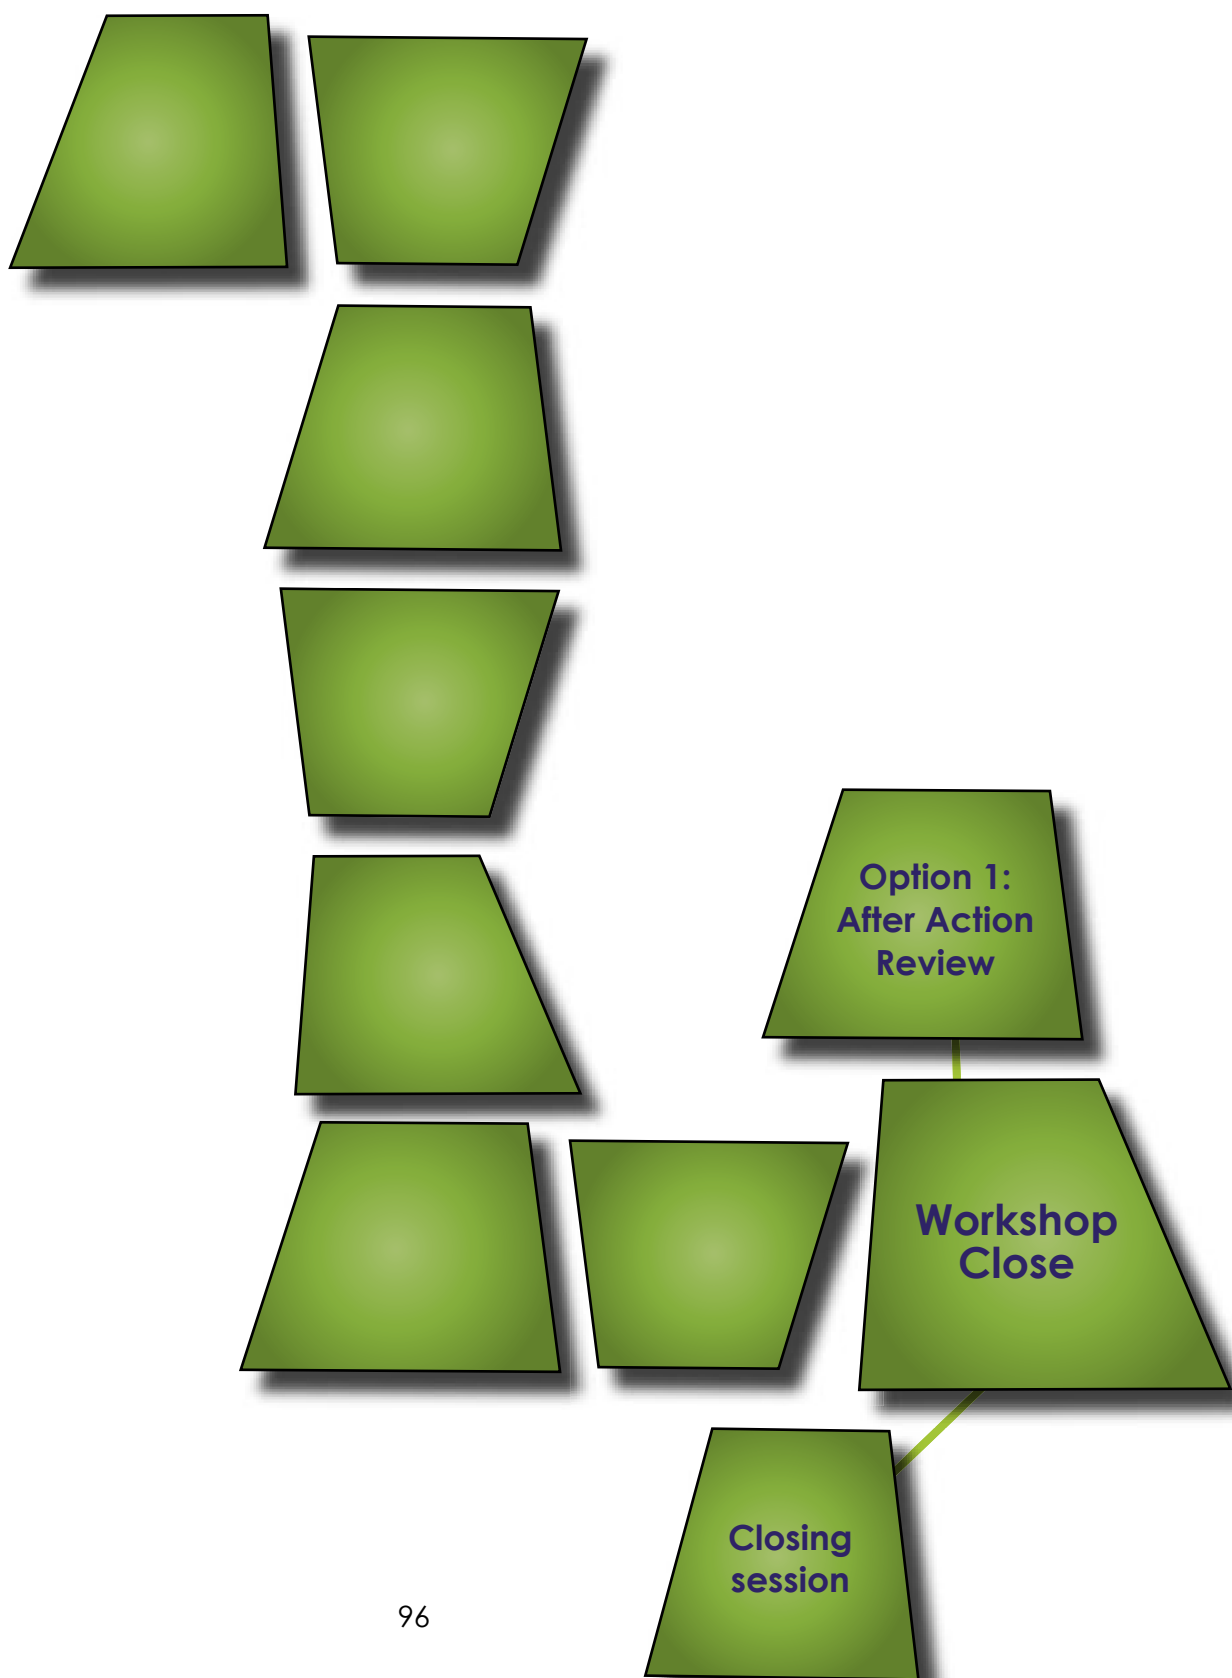 Option 1:
After Action
Review
Workshop
Close
Closing
session
96